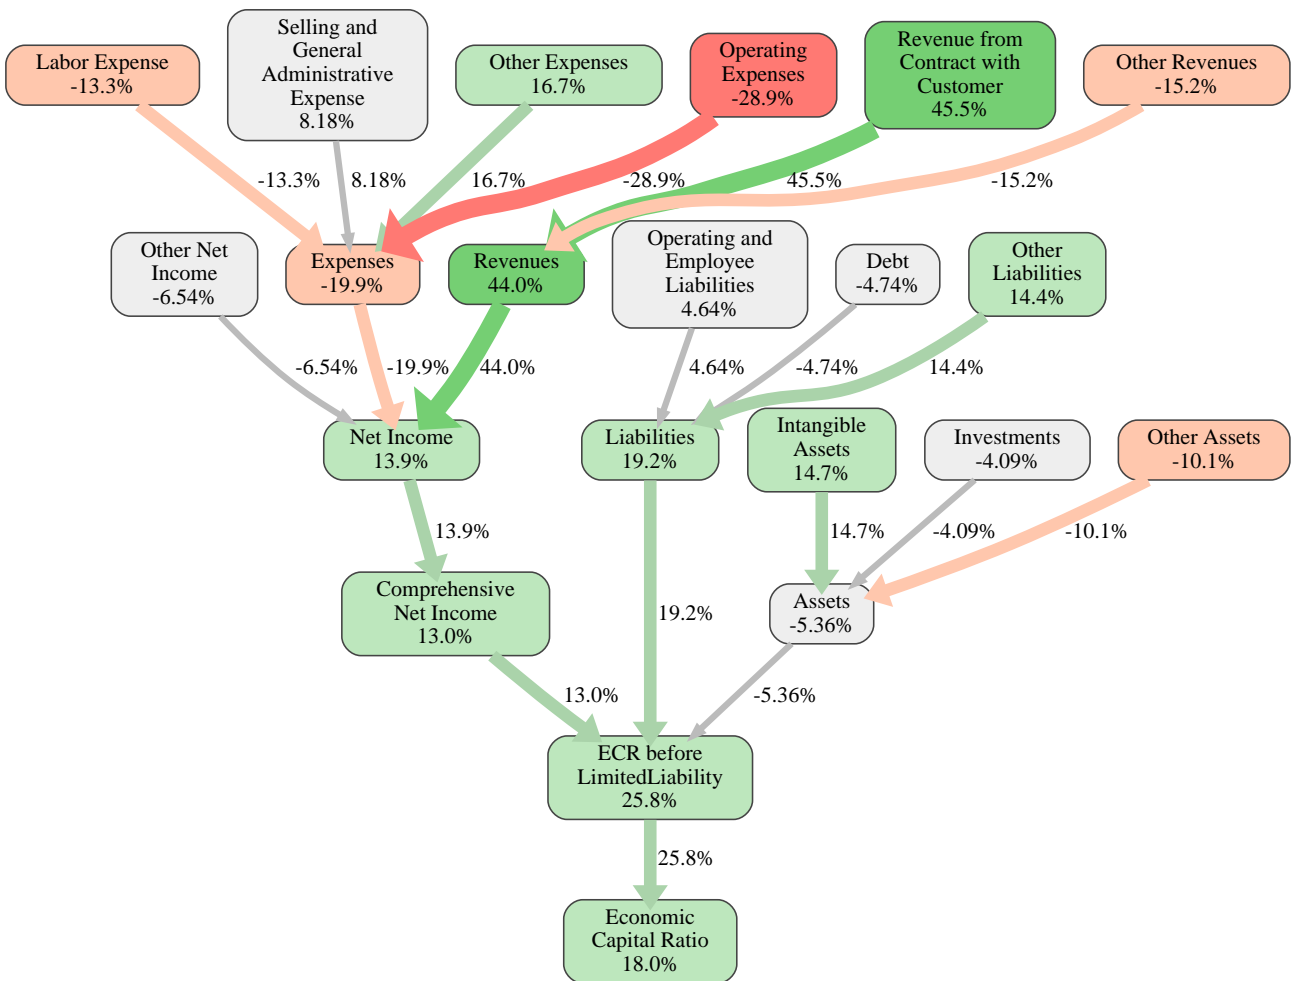 Selling and
General
Administrative
Expense
8.18%
Labor Expense
-13.3%
Other Expenses
16.7%
Operating
Expenses
-28.9%
Revenue from
Contract with
Customer
45.5%
Other Revenues
-15.2%
-13.3%
8.18%
16.7%
-28.9%
45.5%
-15.2%
Other Net
Income
-6.54%
Expenses
-19.9%
Revenues
44.0%
Operating and
Employee
Liabilities
4.64%
Debt
-4.74%
Other
Liabilities
14.4%
-6.54%
-19.9%
44.0%
4.64%
-4.74%
14.4%
Net Income
13.9%
Liabilities
19.2%
Intangible
Assets
14.7%
Investments
-4.09%
Other Assets
-10.1%
13.9%
14.7%
-4.09%
-10.1%
Comprehensive
Net Income
13.0%
19.2%
Assets
-5.36%
13.0%
-5.36%
ECR before
LimitedLiability
25.8%
25.8%
Economic
Capital Ratio
18.0%